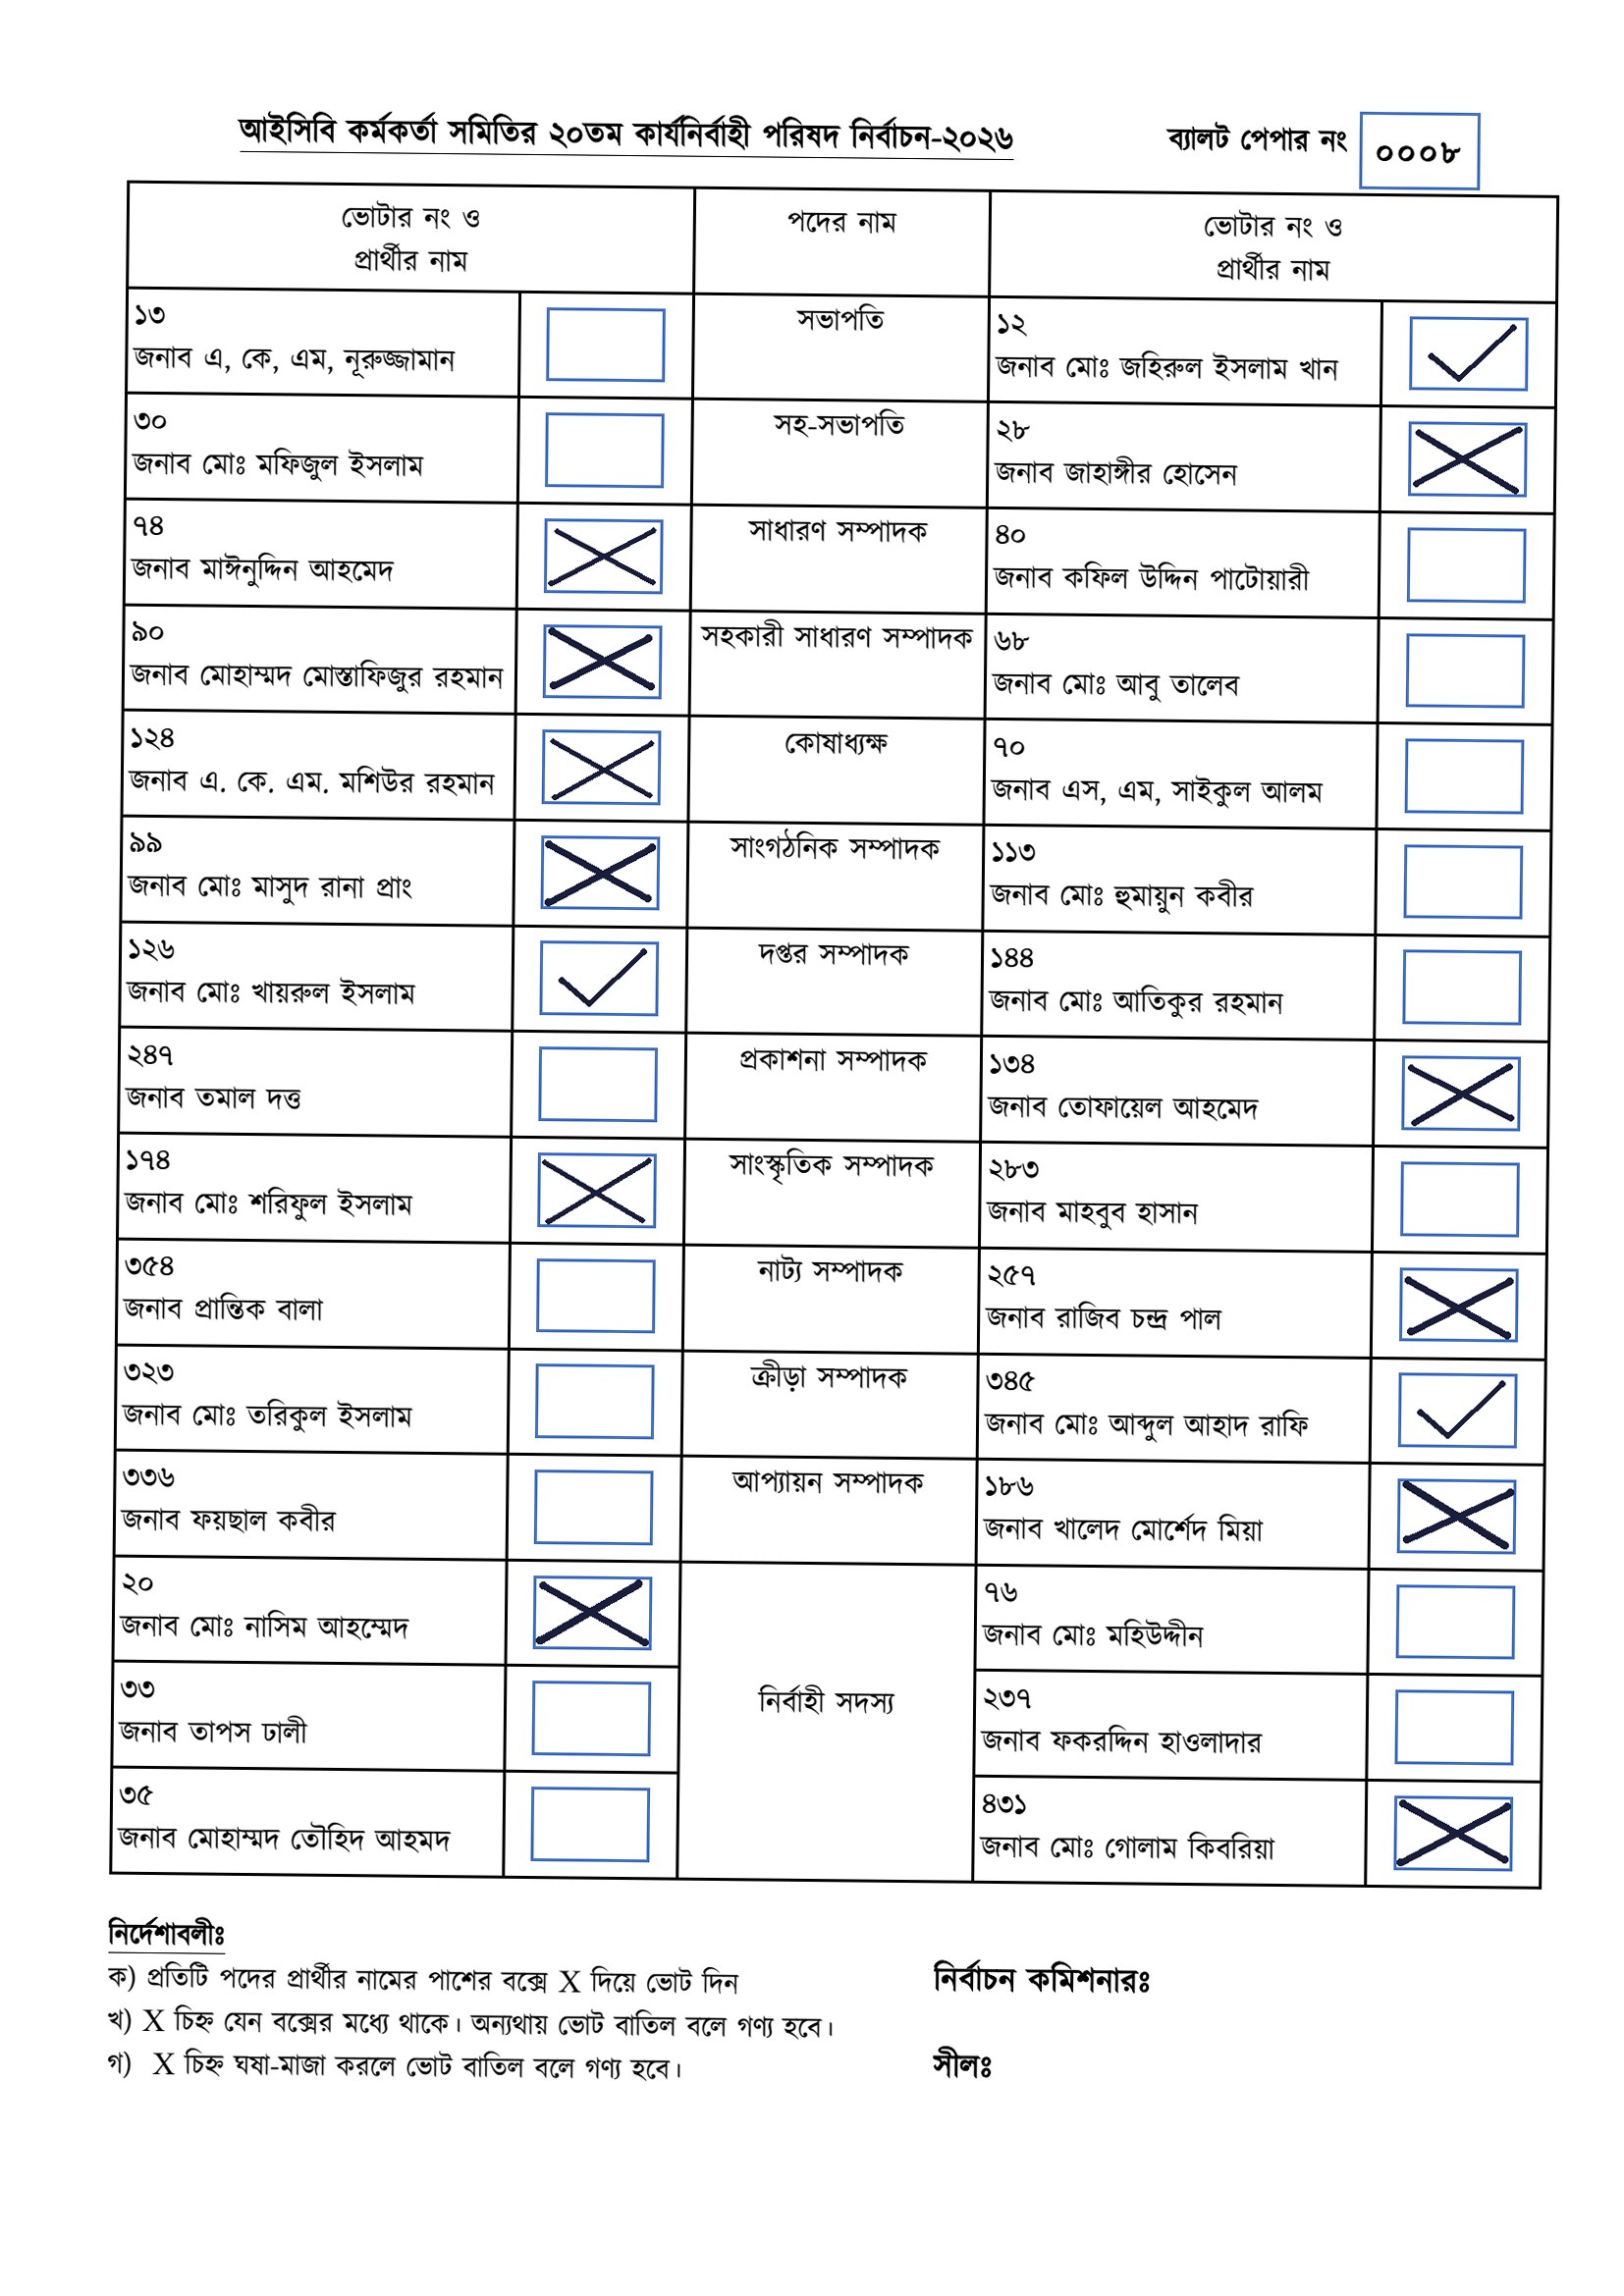 আইসিবি কর্মকর্তা সমিতির ২০তম কার্যনির্বাহী পরিষদ নির্বাচন-২০২৬
ব্যালট পেপার নং ০০০৮
ভোটার নং ও
প্রার্থীর নাম
পদের নাম
ভোটার নং ও
প্রার্থীর নাম
১৩
জনাব এ, কে, এম, নূরুজ্জামান
সভাপতি
১২
জনাব মোঃ জহিরুল ইসলাম খান
৩০
জনাব মোঃ মফিজুল ইসলাম
সহ-সভাপতি
২৮
জনাব জাহাঙ্গীর হোসেন
৭৪
জনাব মাঈনুদ্দিন আহমেদ
সাধারণ সম্পাদক
৪০
জনাব কফিল উদ্দিন পাটোয়ারী
৯০
জনাব মোহাম্মদ মোস্তাফিজুর রহমান
সহকারী সাধারণ সম্পাদক
৬৮
জনাব মোঃ আবু তালেব
১২৪
জনাব এ. কে. এম. মশিউর রহমান
কোষাধ্যক্ষ
৭০
জনাব এস, এম, সাইকুল আলম
৯৯
জনাব মোঃ মাসুদ রানা প্রাং
সাংগঠনিক সম্পাদক
১১৩
জনাব মোঃ হুমায়ুন কবীর
১২৬
জনাব মোঃ খায়রুল ইসলাম
দপ্তর সম্পাদক
১৪৪
জনাব মোঃ আতিকুর রহমান
২৪৭
জনাব তমাল দত্ত
প্রকাশনা সম্পাদক
১৩৪
জনাব তোফায়েল আহমেদ
১৭৪
জনাব মোঃ শরিফুল ইসলাম
সাংস্কৃতিক সম্পাদক
২৮৩
জনাব মাহবুব হাসান
৩৫৪
জনাব প্রান্তিক বালা
নাট্য সম্পাদক
২৫৭
জনাব রাজিব চন্দ্র পাল
৩২৩
জনাব মোঃ তরিকুল ইসলাম
ক্রীড়া সম্পাদক
৩৪৫
জনাব মোঃ আব্দুল আহাদ রাফি
৩৩৬
জনাব ফয়ছাল কবীর
আপ্যায়ন সম্পাদক
১৮৬
জনাব খালেদ মোর্শেদ মিয়া
২০
জনাব মোঃ নাসিম আহম্মেদ
৭৬
জনাব মোঃ মহিউদ্দীন
৩৩
জনাব তাপস ঢালী
নির্বাহী সদস্য
২৩৭
জনাব ফকরদ্দিন হাওলাদার
৩৫
জনাব মোহাম্মদ তৌহিদ আহমদ
৪৩১
জনাব মোঃ গোলাম কিবরিয়া
নির্দেশাবলীঃ
ক) প্রতিটি পদের প্রার্থীর নামের পাশের বক্সে X দিয়ে ভোট দিন
নির্বাচন কমিশনারঃ
খ) X চিহ্ন যেন বক্সের মধ্যে থাকে। অন্যথায় ভোট বাতিল বলে গণ্য হবে।
গ) X চিহ্ন ঘষা-মাজা করলে ভোট বাতিল বলে গণ্য হবে।
সীলঃ